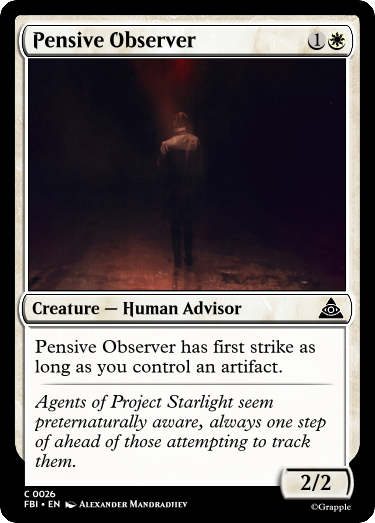 Pensive Observer 1
Creature — Human Advisor
Pensive Observer has first strike as
long as you control an artifact.
Agents of Project Starlight seem
preternaturally aware, always one step
of ahead of those attempting to track
them.
2/2
C 0026
FBI • EN ALEXANDER MANDRADJIEV
©Grapple